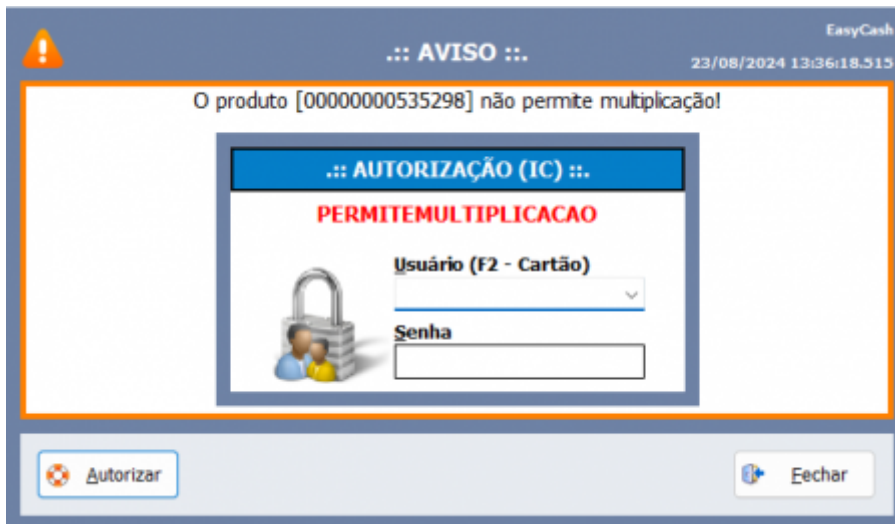 EasyCash
.:: AVISO ::.
23/08/2024 13:36:18.515
O produto [00000000535298] não permite multiplicação!
.:: AUTORIZAÇÃO (IC) ::.
PERMITEMULTIPLICACAO
Usuário (F2 - Cartão)
Senha
Autorizar
Fechar